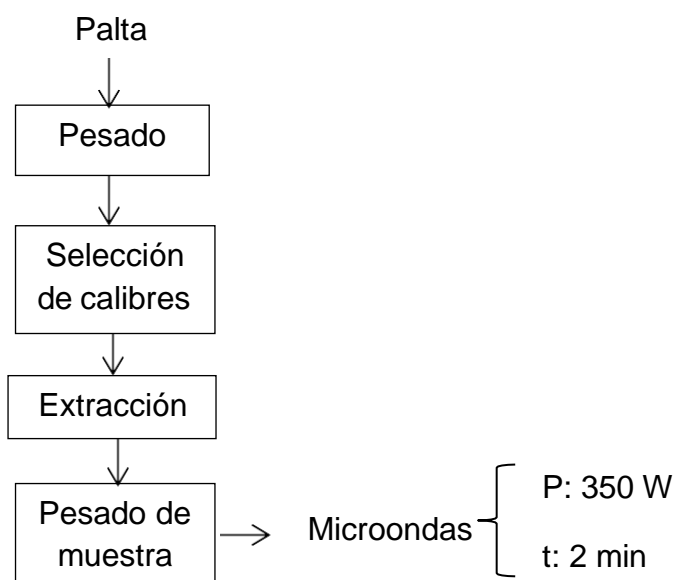 Palta
Pesado
Selección
de calibres
Extracción
Pesado de
muestra
Microondas
P: 350 W
t: 2 min